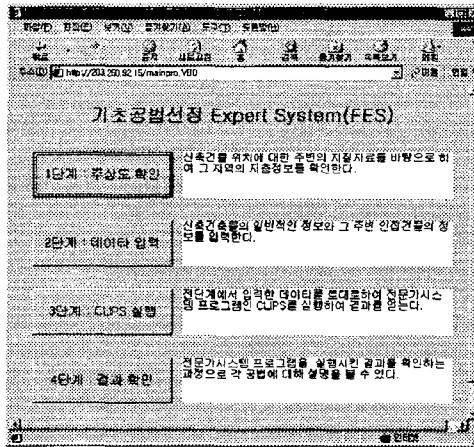 주소(D) http://203.250.92.15/mainpro.VBD
기초공법선정 Expert System(FES)
1단계 : 주상도 확인
신축건물 위치에 대한 주변의 지질자료를 바탕으로 하
여 그 지역의 지층정보를 확인한다.
2단계 : 데이타 입력
신축건축물의 일반적인 정보와 그 주변 인접건물의 정
보를 입력한다.
3단계 : CLIPS 실행
전단계에서 입력한 데이타를 토대로하여 전문가시스
템 프로그램인 CLIPS를 실행하여 결과를 얻는다.
4단계 : 결과 확인
전문가시스템 프로그램을 실행시킨 결과를 확인하는
과정으로 각 공법에 대해 설명을 볼 수 있다.